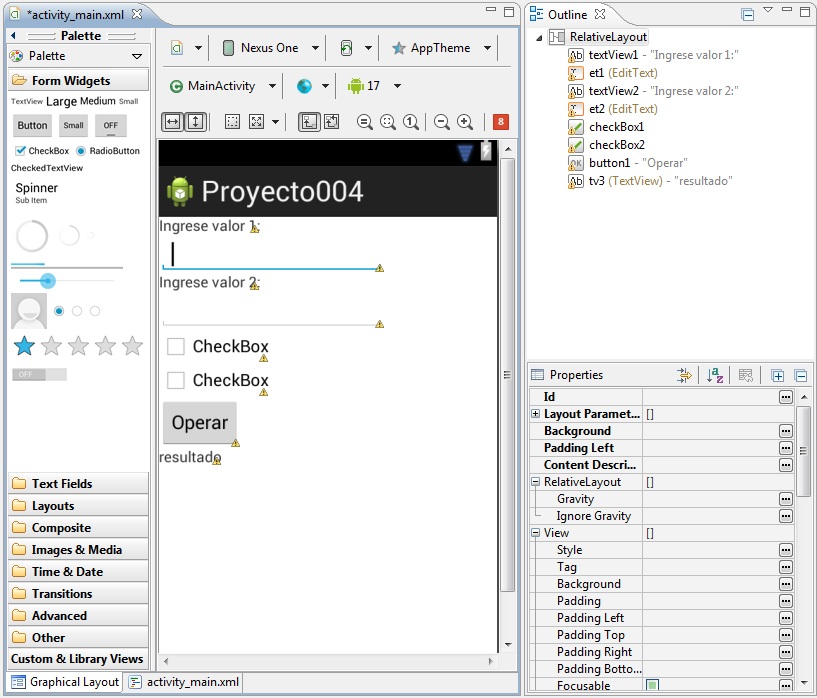 *activity_main.xml
Palette
Palette
Form Widgets
TextView Large Medium Small
Button Small OFF
CheckBox RadioButton
CheckedTextView
Spinner
Sub Item
OFF
Text Fields
Layouts
Composite
Images & Media
Time & Date
Transitions
Advanced
Other
Custom & Library Views
Graphical Layout
activity_main.xml
Nexus One
AppTheme
MainActivity
17
8
Proyecto004
Ingrese valor 1:
Ingrese valor 2:
CheckBox
CheckBox
Operar
resultado
Outline
RelativeLayout
Ab textView1 - "Ingrese valor 1:"
et1 (EditText)
Ab textView2 - "Ingrese valor 2:"
et2 (EditText)
checkBox1
checkBox2
OK button1 - "Operar"
Ab tv3 (TextView) - "resultado"
Properties
Id
Layout Paramet... []
Background
Padding Left
Content Descri...
RelativeLayout []
Gravity
Ignore Gravity
View []
Style
Tag
Background
Padding
Padding Left
Padding Top
Padding Right
Padding Botto...
Focusable